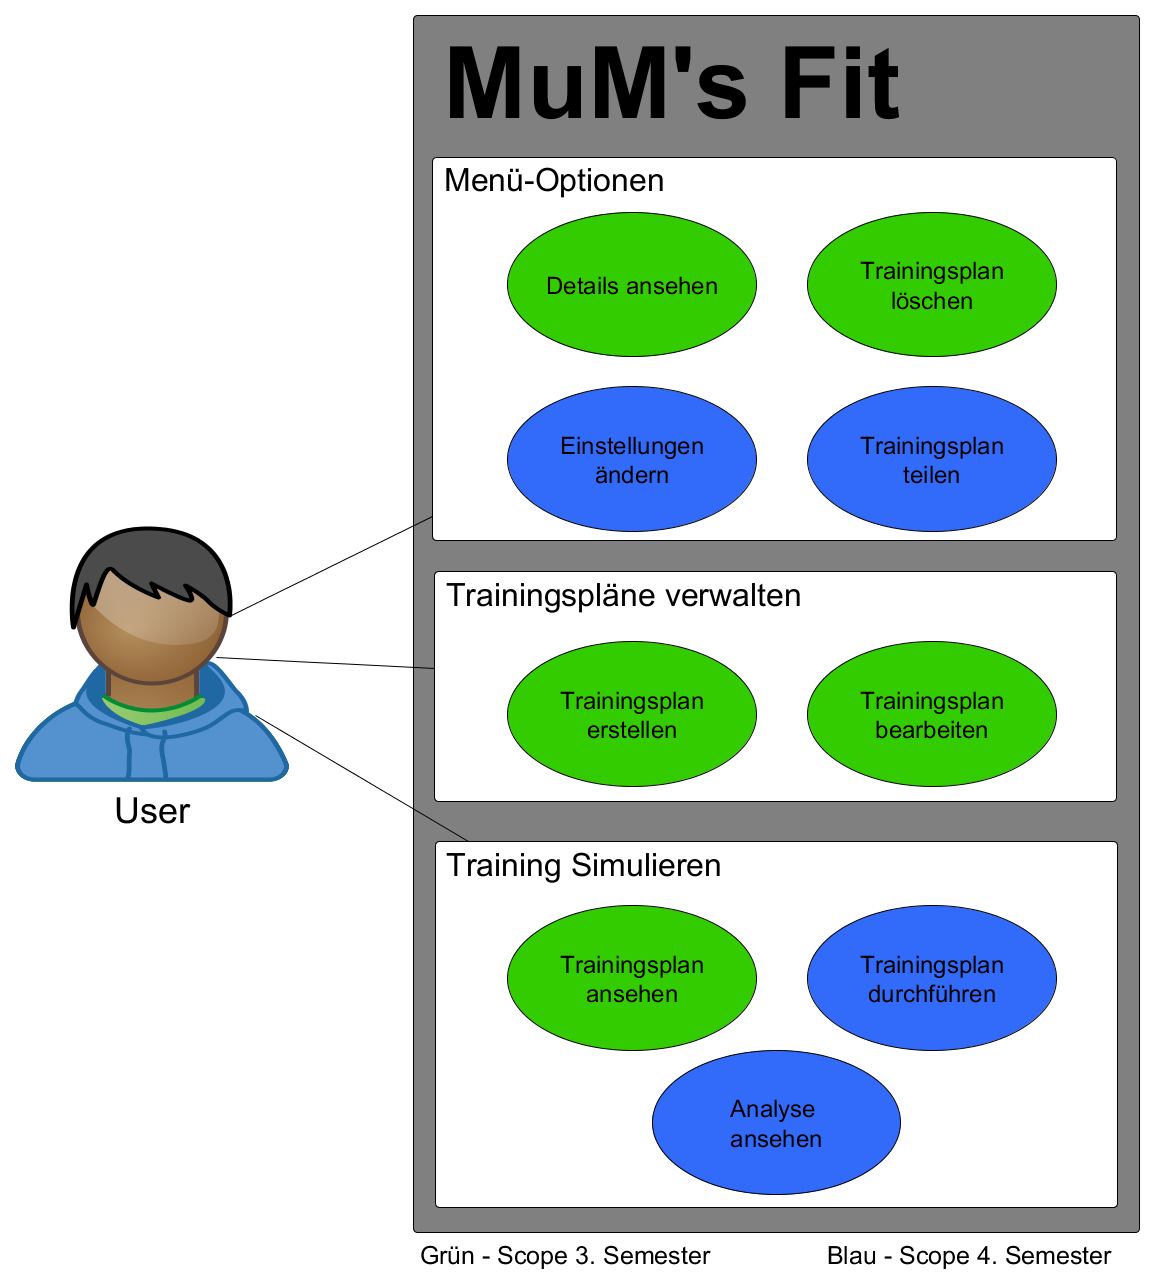 MuM's Fit
Menü-Optionen
Details ansehen
Trainingsplan
löschen
Einstellungen
ändern
Trainingsplan
teilen
Trainingspläne verwalten
Trainingsplan
erstellen
Trainingsplan
bearbeiten
User
Training Simulieren
Trainingsplan
ansehen
Trainingsplan
durchführen
Analyse
ansehen
Grün - Scope 3. Semester
Blau - Scope 4. Semester